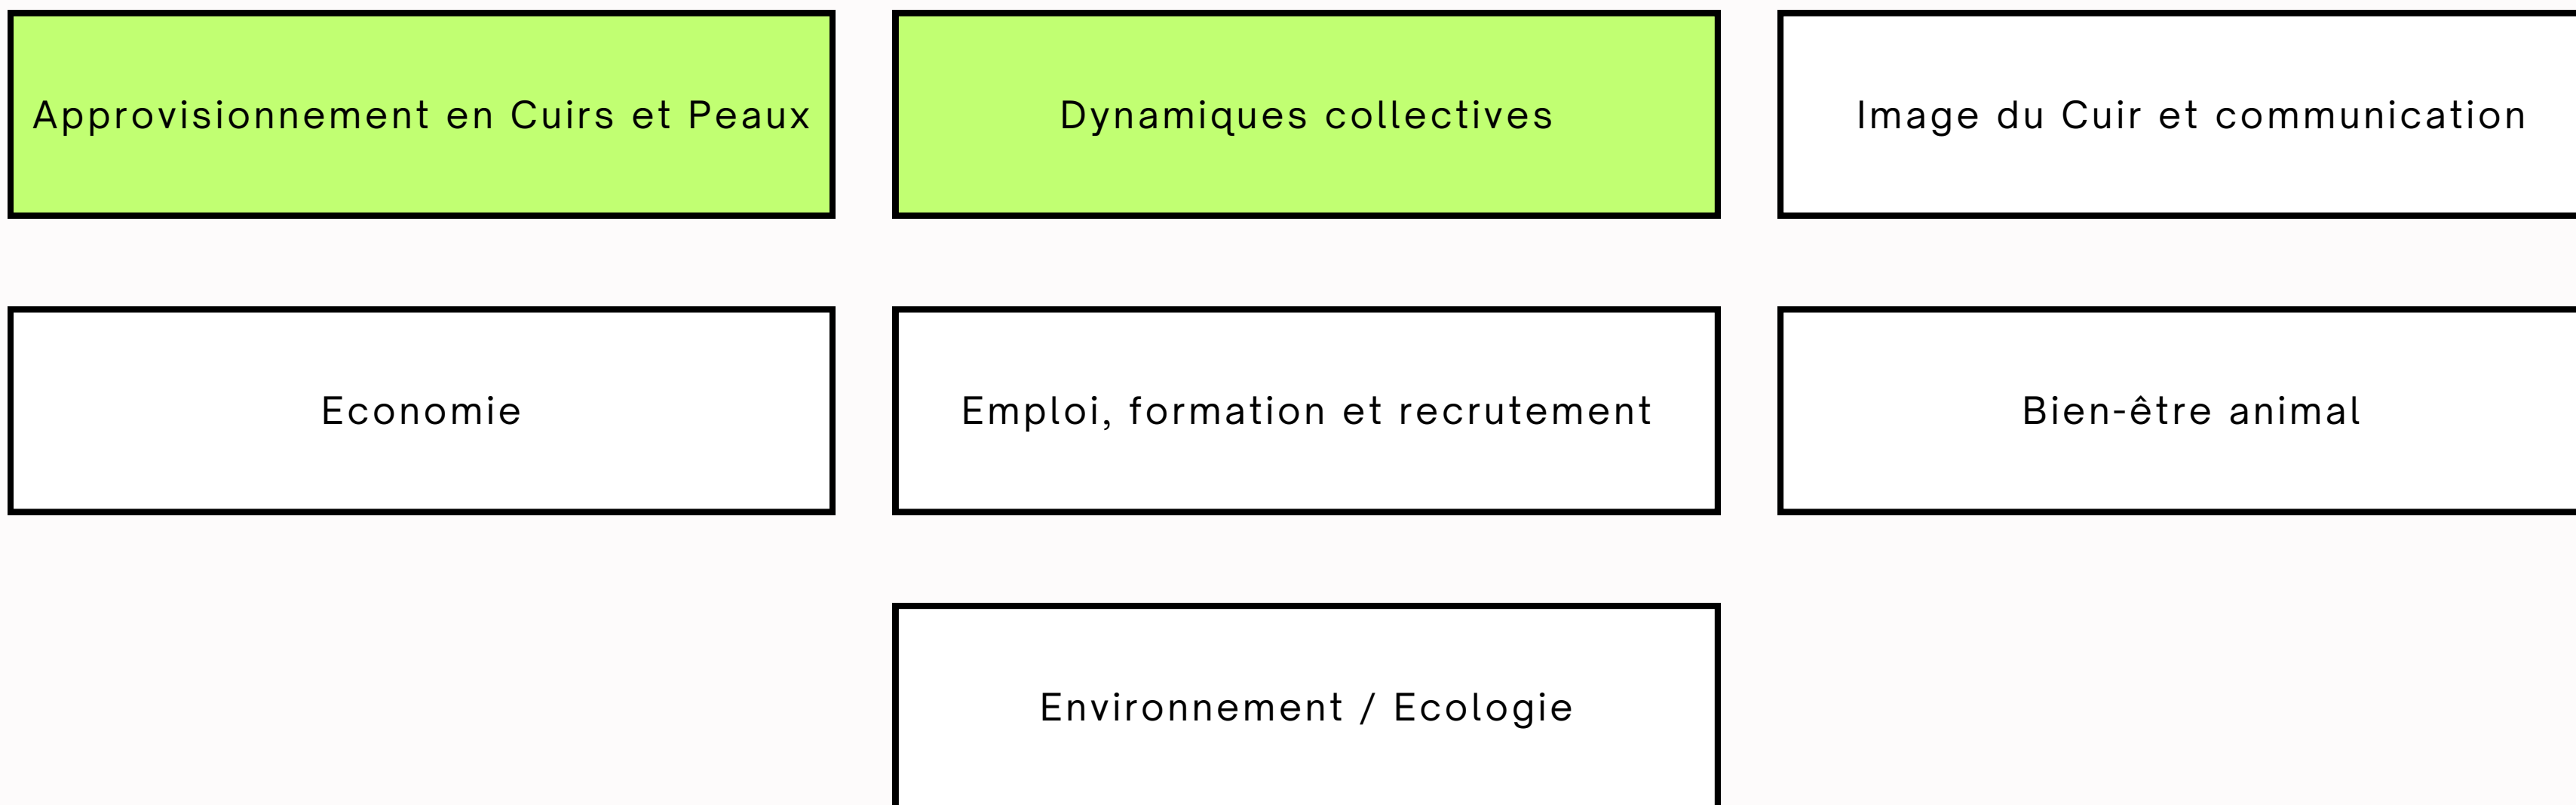 Approvisionnement en Cuirs et Peaux
Dynamiques collectives
Image du Cuir et communication
Economie
Emploi, formation et recrutement
Bien-être animal
Environnement / Ecologie